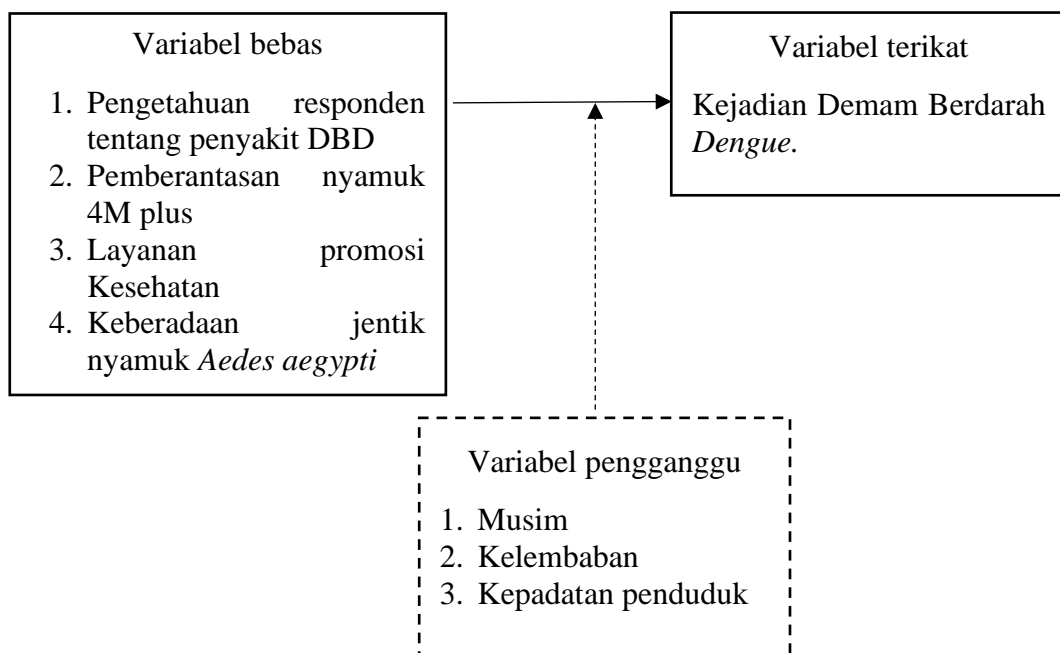 Variabel bebas
1. Pengetahuan responden
tentang penyakit DBD
2. Pemberantasan nyamuk
4M plus
3. Layanan promosi
Kesehatan
4. Keberadaan jentik
nyamuk Aedes aegypti
Variabel terikat
Kejadian Demam Berdarah
Dengue.
Variabel pengganggu
1. Musim
2. Kelembaban
3. Kepadatan penduduk